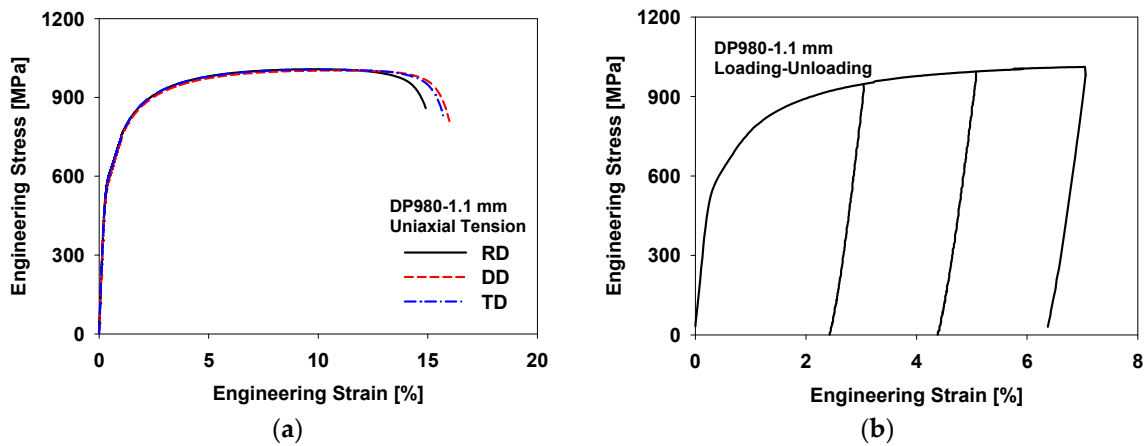 1200
900
600
300
0
Engineering Stress [MPa]
DP980-1.1 mm
Uniaxial Tension
RD
DD
TD
0
5
10
15
20
Engineering Strain [%]
(a)
1200
900
600
300
0
Engineering Stress [MPa]
DP980-1.1 mm
Loading-Unloading
0
2
4
6
8
Engineering Strain [%]
(b)